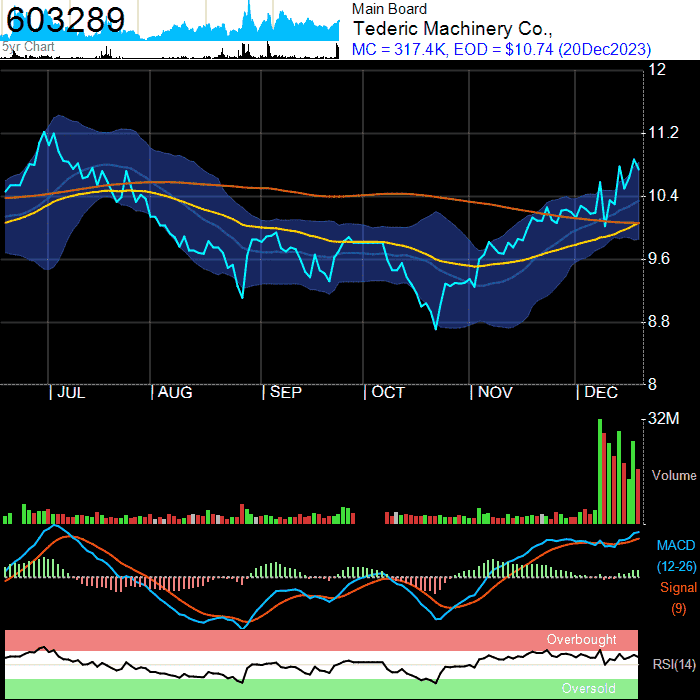 603289
5yr Chart
Main Board
Tederic Machinery Co.,
MC = 317.4K, EOD = $10.74 (20Dec2023)
12
11.2
10.4
9.6
8.8
8
JUL AUG SEP OCT NOV DEC
32M
Volume
MACD
(12-26)
Signal
(9)
Overbought
RSI(14)
Oversold